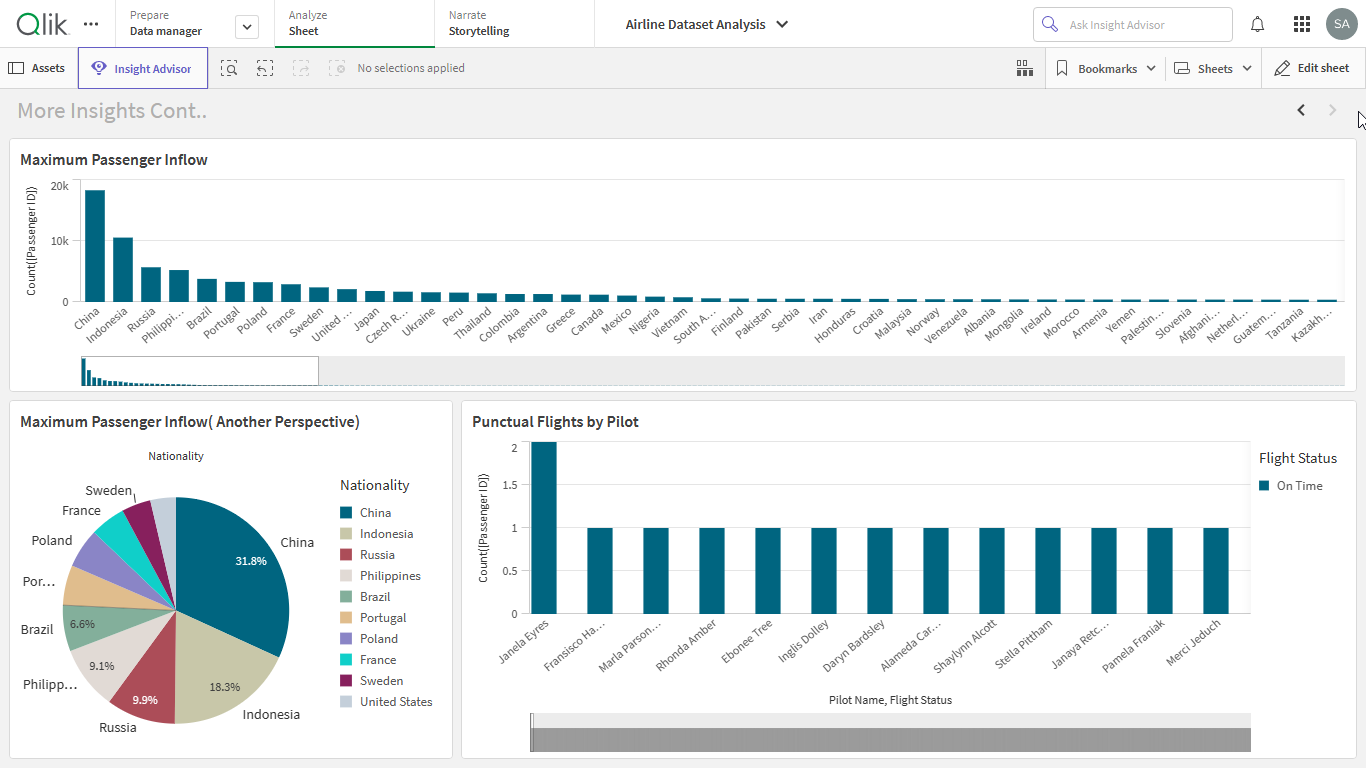 Qlik
Prepare
Data manager
Analyze
Sheet
Narrate
Storytelling
Airline Dataset Analysis
Ask Insight Advisor
SA
Assets
Insight Advisor
No selections applied
Bookmarks
Sheets
Edit sheet
More Insights Cont..
Maximum Passenger Inflow
Count([Passenger ID])
20k
10k
0
China
Indonesia
Russia
Philippi...
Brazil
Portugal
Poland
France
Sweden
United ...
Japan
Czech R...
Ukraine
Peru
Thailand
Colombia
Argentina
Greece
Canada
Mexico
Nigeria
Vietnam
South A...
Finland
Pakistan
Serbia
Iran
Honduras
Croatia
Malaysia
Norway
Venezuela
Albania
Mongolia
Ireland
Morocco
Armenia
Yemen
Palestin...
Slovenia
Afghani...
Netherl...
Guatem...
Tanzania
Kazakh...
Maximum Passenger Inflow( Another Perspective)
Nationality
Sweden
France
Poland
Por...
Brazil
Philipp...
Russia
Indonesia
China
31.8%
18.3%
9.9%
9.1%
6.6%
Nationality
China
Indonesia
Russia
Philippines
Brazil
Portugal
Poland
France
Sweden
United States
Punctual Flights by Pilot
Count([Passenger ID])
2
1.5
1
0.5
0
Janela Eyres
Fransisco Ha...
Marla Parson...
Rhonda Amber
Ebonee Tree
Inglis Dolley
Daryn Bardsley
Alameda Car...
Shaylynn Alcott
Stella Pittham
Janaya Retc...
Pamela Franiak
Merci Jeduch
Pilot Name, Flight Status
Flight Status
On Time